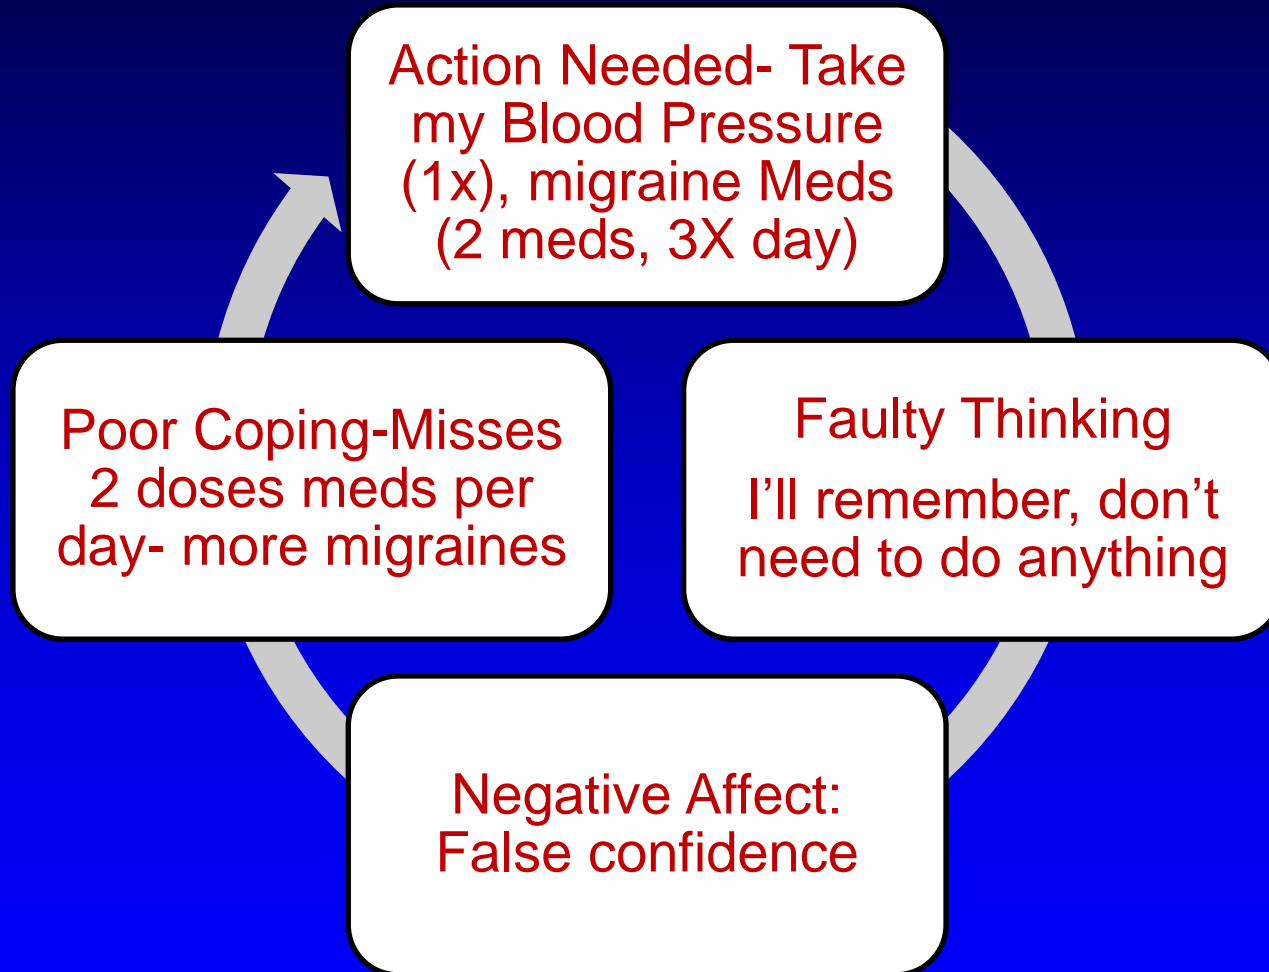 Action Needed- Take
my Blood Pressure
(1x), migraine Meds
(2 meds, 3X day)
Faulty Thinking
I’ll remember, don’t
need to do anything
Negative Affect:
False confidence
Poor Coping-Misses
2 doses meds per
day- more migraines